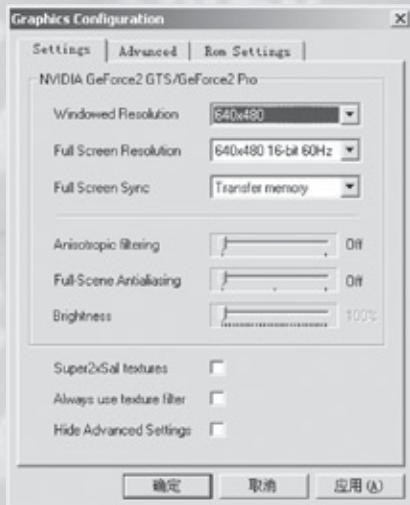 Graphics Configuration
Settings Advanced Rom Settings
NVIDIA GeForce2 GTS/GeForce2 Pro
Windowed Resolution 640x480
Full Screen Resolution 640x480 16-bit 60Hz
Full Screen Sync Transfer memory
Anisotropic filtering Off
Full-Scene Antialiasing Off
Brightness 100%
Super2xSal textures
Always use texture filter
Hide Advanced Settings
确定 取消 应用(A)